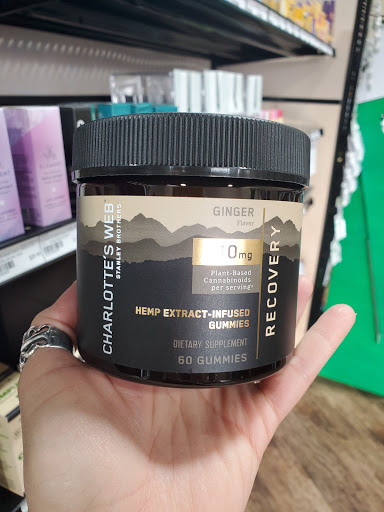 CHARLOTTE'S WEB
STANLEY BROTHERS
GINGER
Flavor
10mg
Plant-Based
Cannabinoids
per serving*
HEMP EXTRACT-INFUSED
GUMMIES
DIETARY SUPPLEMENT
60 GUMMIES
RECOVERY